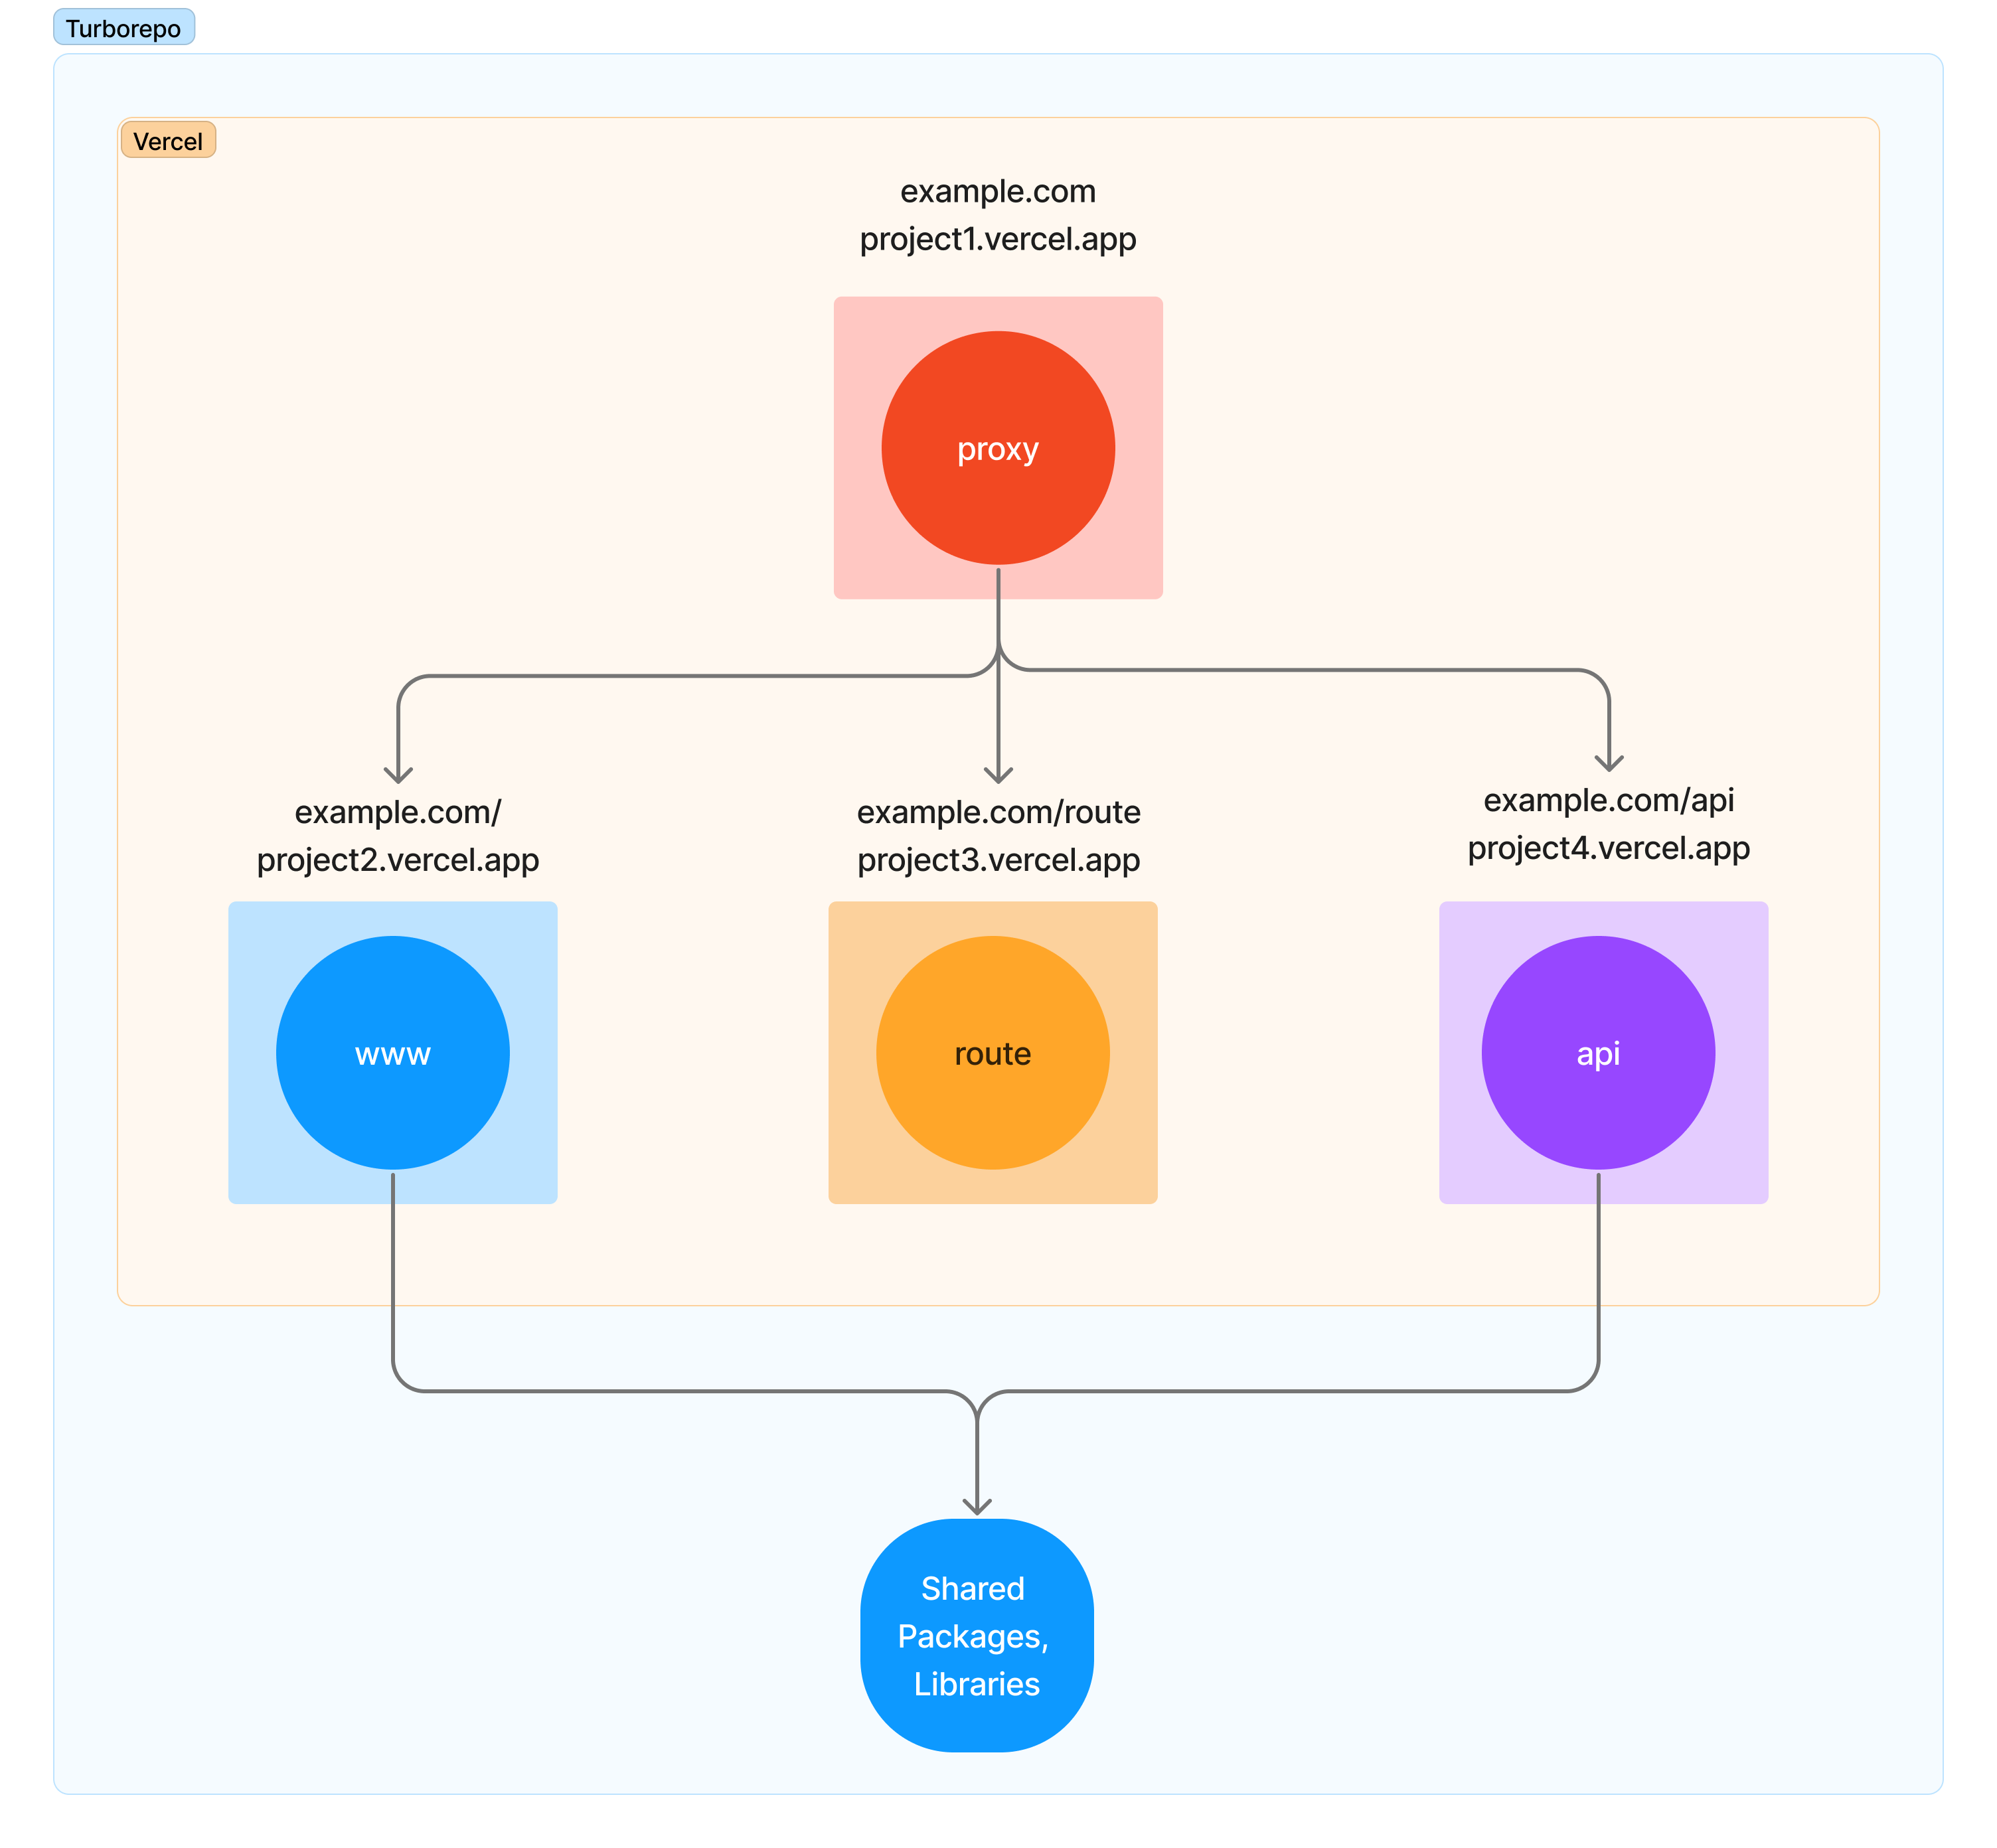 Turborepo
Vercel
example.com
project1.vercel.app
proxy
example.com/
project2.vercel.app
example.com/route
project3.vercel.app
example.com/api
project4.vercel.app
www
route
api
Shared
Packages,
Libraries